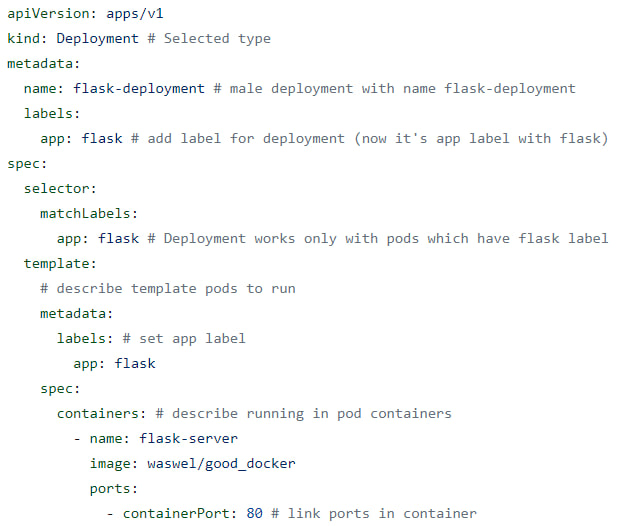 apiVersion: apps/v1
kind: Deployment # Selected type
metadata:
  name: flask-deployment # male deployment with name flask-deployment
  labels:
    app: flask # add label for deployment (now it's app label with flask)
spec:
  selector:
    matchLabels:
      app: flask # Deployment works only with pods which have flask label
  template:
    # describe template pods to run
    metadata:
      labels: # set app label
        app: flask
    spec:
      containers: # describe running in pod containers
        - name: flask-server
          image: waswel/good_docker
          ports:
            - containerPort: 80 # link ports in container